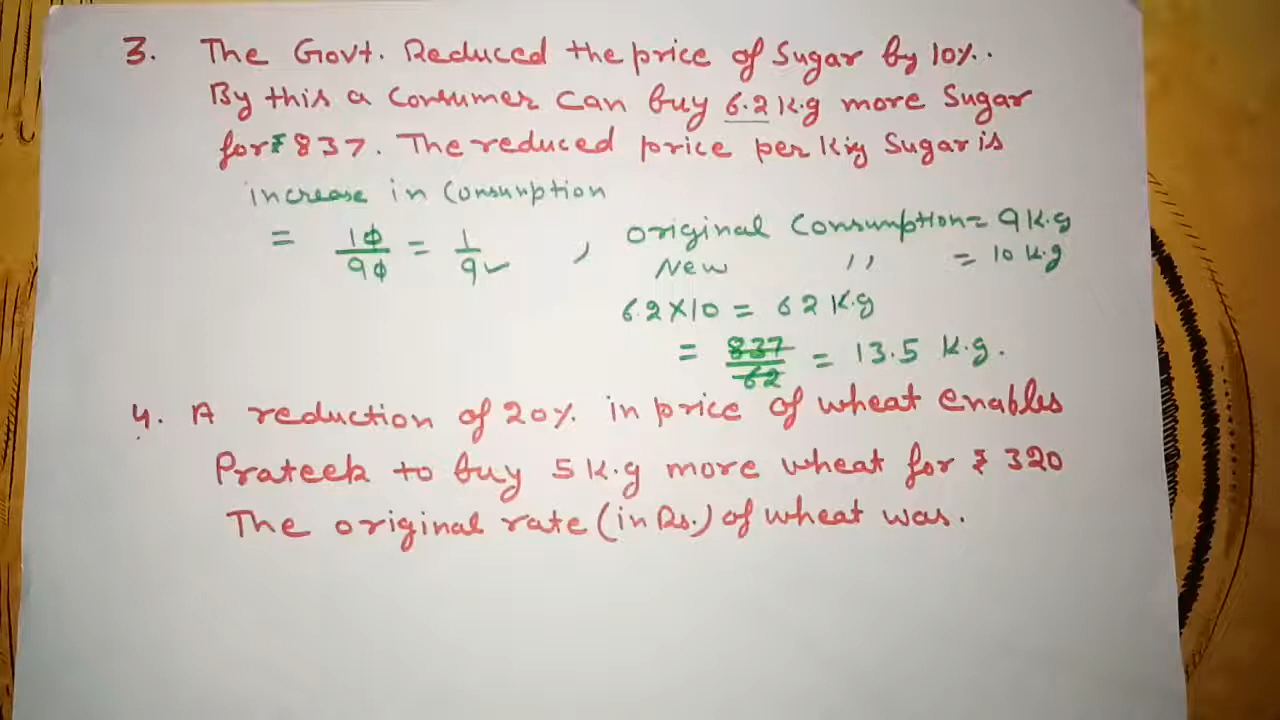 3. The Govt. Reduced the price of Sugar by 10%.
By this a Consumer Can buy 6.2 K.g more Sugar
for ₹837. The reduced price per Kig Sugar is
increase in Consunption
= 10/90 = 1/9 , original Consumption = 9 K.g
New ,, = 10 K.g
6.2×10 = 62 Kg
= 837/62 = 13.5 K.g.
4. A reduction of 20% in price of wheat enables
Prateek to buy 5 K.g more wheat for ₹ 320
The original rate (in Rs.) of wheat was.